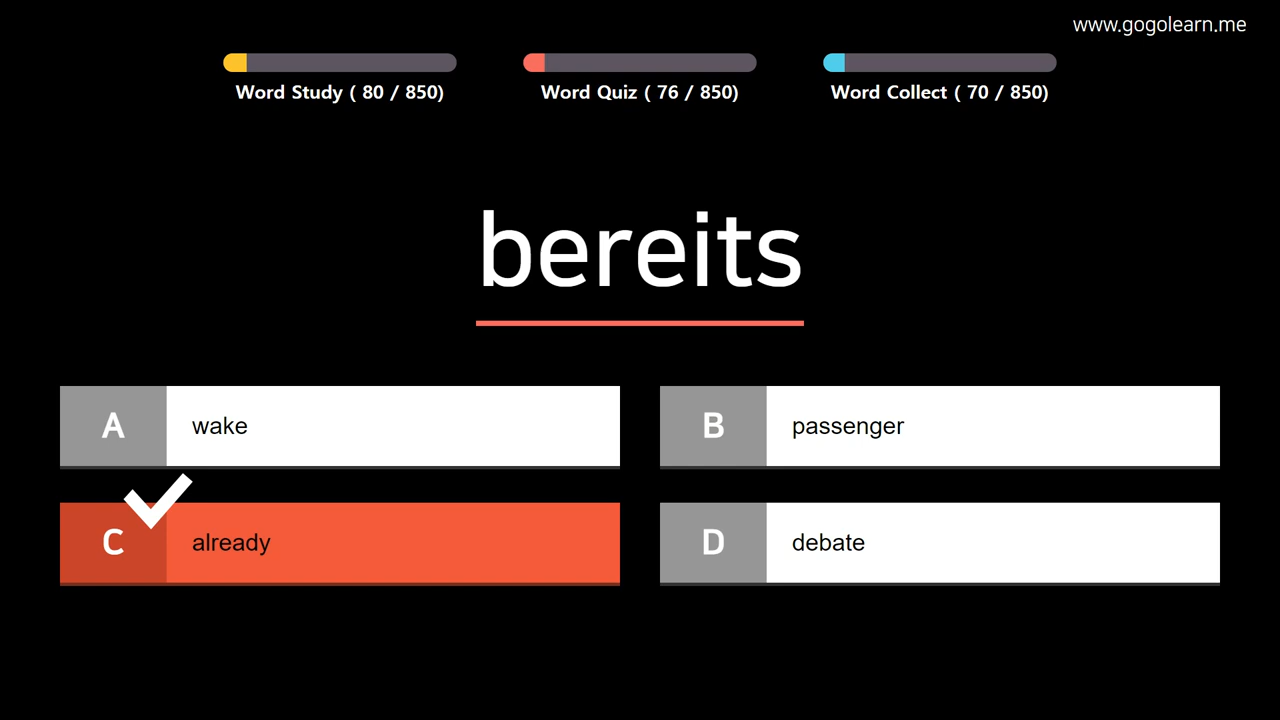 www.gogolearn.me
Word Study ( 80 / 850)
Word Quiz ( 76 / 850)
Word Collect ( 70 / 850)
bereits
A wake
B passenger
C already
D debate